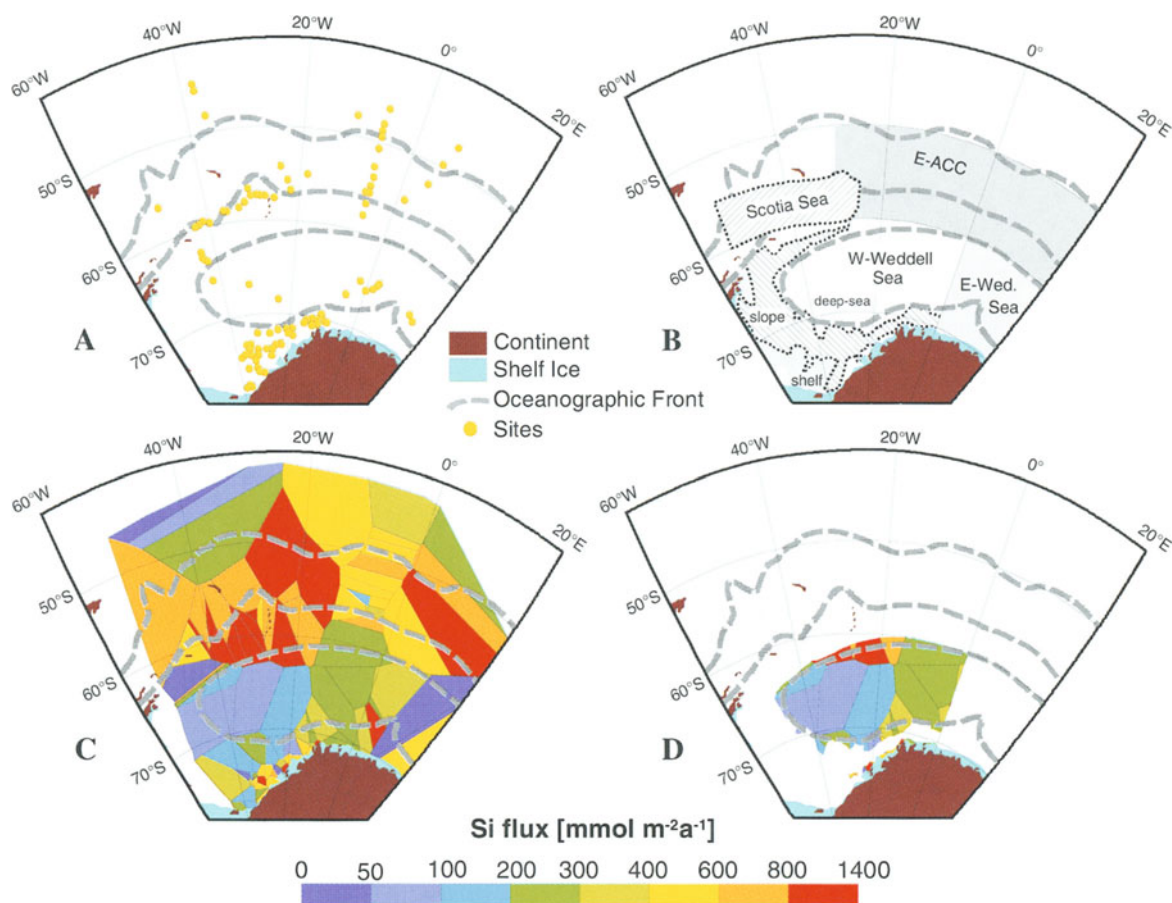 20°W
40°W
0°
60°W
20°E
50°S
60°S
70°S
A
20°W
40°W
0°
60°W
20°E
E-ACC
50°S
Scotia Sea
W-Weddell
Sea
60°S
E-Wed.
Sea
deep-sea
slope
B
70°S
shelf
Continent
Shelf Ice
Oceanographic Front
Sites
20°W
40°W
0°
60°W
20°E
50°S
60°S
C
70°S
20°W
40°W
0°
60°W
20°E
50°S
60°S
D
70°S
Si flux [mmol m⁻²a⁻¹]
0 50 100 200 300 400 600 800 1400